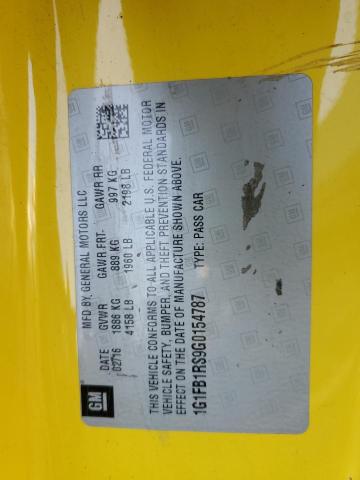 GM
MFD BY, GENERAL MOTORS LLC
DATE GVWR GAWR FRT- GAWR RR
02/16 1886 KG 889 KG 997 KG
4158 LB 1960 LB 2198 LB
THIS VEHICLE CONFORMS TO ALL APPLICABLE U.S. FEDERAL MOTOR
VEHICLE SAFETY, BUMPER, AND THEFT PREVENTION STANDARDS IN
EFFECT ON THE DATE OF MANUFACTURE SHOWN ABOVE.
1G1FB1RS9G0154787 TYPE: PASS CAR